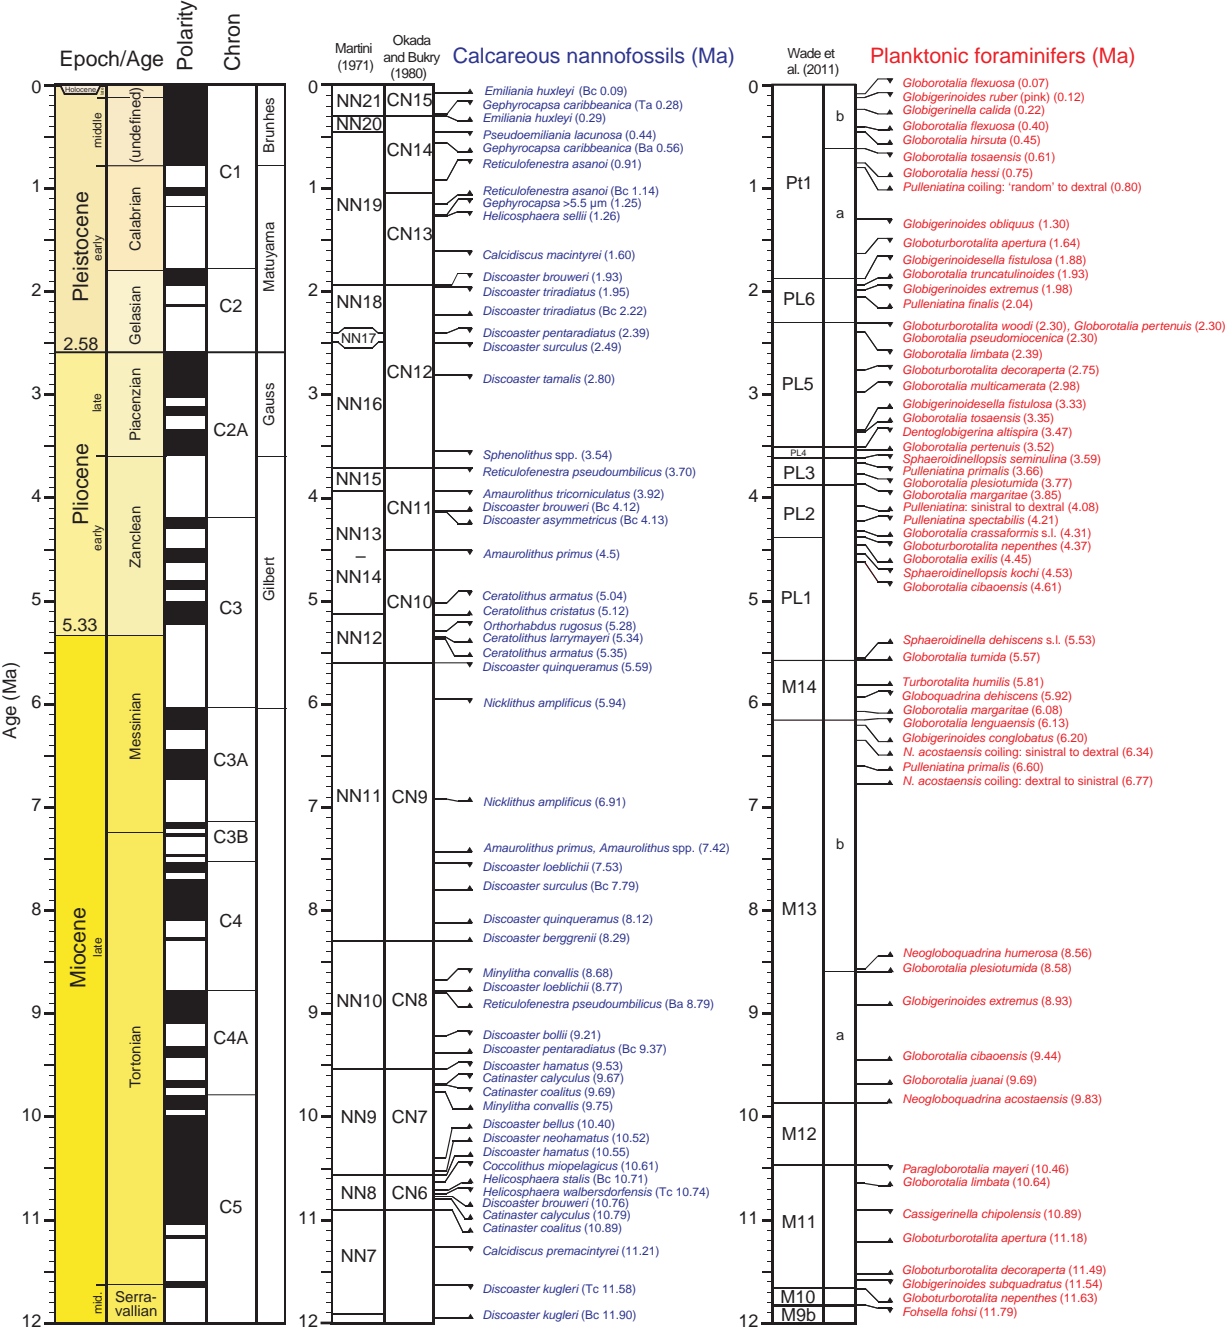 Epoch/Age
Polarity
Chron
Martini
(1971)
Okada
and Bukry
(1980)
Calcareous nannofossils (Ma)
Wade et
al. (2011)
Planktonic foraminifers (Ma)
Age (Ma)
0
1
2
3
4
5
6
7
8
9
10
11
12
Holocene
Pleistocene
middle
early
2.58
Pliocene
late
early
5.33
Miocene
late
mid.
(undefined)
Calabrian
Gelasian
Piacenzian
Zanclean
Messinian
Tortonian
Serra-
vallian
C1
C2
C2A
C3
C3A
C3B
C4
C4A
C5
Brunhes
Matuyama
Gauss
Gilbert
0
1
2
3
4
5
6
7
8
9
10
11
12
NN21
NN20
NN19
NN18
NN17
NN16
NN15
NN13
–
NN14
NN12
NN11
NN10
NN9
NN8
NN7
CN15
CN14
CN13
CN12
CN11
CN10
CN9
CN8
CN7
CN6
Emiliania huxleyi (Bc 0.09)
Gephyrocapsa caribbeanica (Ta 0.28)
Emiliania huxleyi (0.29)
Pseudoemiliania lacunosa (0.44)
Gephyrocapsa caribbeanica (Ba 0.56)
Reticulofenestra asanoi (0.91)
Reticulofenestra asanoi (Bc 1.14)
Gephyrocapsa >5.5 µm (1.25)
Helicosphaera sellii (1.26)
Calcidiscus macintyrei (1.60)
Discoaster brouweri (1.93)
Discoaster triradiatus (1.95)
Discoaster triradiatus (Bc 2.22)
Discoaster pentaradiatus (2.39)
Discoaster surculus (2.49)
Discoaster tamalis (2.80)
Sphenolithus spp. (3.54)
Reticulofenestra pseudoumbilicus (3.70)
Amaurolithus tricorniculatus (3.92)
Discoaster brouweri (Bc 4.12)
Discoaster asymmetricus (Bc 4.13)
Amaurolithus primus (4.5)
Ceratolithus armatus (5.04)
Ceratolithus cristatus (5.12)
Orthorhabdus rugosus (5.28)
Ceratolithus larrymayeri (5.34)
Ceratolithus armatus (5.35)
Discoaster quinqueramus (5.59)
Nicklithus amplificus (5.94)
Nicklithus amplificus (6.91)
Amaurolithus primus, Amaurolithus spp. (7.42)
Discoaster loeblichii (7.53)
Discoaster surculus (Bc 7.79)
Discoaster quinqueramus (8.12)
Discoaster berggrenii (8.29)
Minylitha convallis (8.68)
Discoaster loeblichii (8.77)
Reticulofenestra pseudoumbilicus (Ba 8.79)
Discoaster bollii (9.21)
Discoaster pentaradiatus (Bc 9.37)
Discoaster hamatus (9.53)
Catinaster calyculus (9.67)
Catinaster coalitus (9.69)
Minylitha convallis (9.75)
Discoaster bellus (10.40)
Discoaster neohamatus (10.52)
Discoaster hamatus (10.55)
Coccolithus miopelagicus (10.61)
Helicosphaera stalis (Bc 10.71)
Helicosphaera walbersdorfensis (Tc 10.74)
Discoaster brouweri (10.76)
Catinaster calyculus (10.79)
Catinaster coalitus (10.89)
Calcidiscus premacintyrei (11.21)
Discoaster kugleri (Tc 11.58)
Discoaster kugleri (Bc 11.90)
0
1
2
3
4
5
6
7
8
9
10
11
12
Pt1
PL6
PL5
PL4
PL3
PL2
PL1
M14
M13
M12
M11
M10
M9b
b
a
b
a
Globorotalia flexuosa (0.07)
Globigerinoides ruber (pink) (0.12)
Globigerinella calida (0.22)
Globorotalia flexuosa (0.40)
Globorotalia hirsuta (0.45)
Globorotalia tosaensis (0.61)
Globorotalia hessi (0.75)
Pulleniatina coiling: ‘random’ to dextral (0.80)
Globigerinoides obliquus (1.30)
Globoturborotalita apertura (1.64)
Globigerinoidesella fistulosa (1.88)
Globorotalia truncatulinoides (1.93)
Globigerinoides extremus (1.98)
Pulleniatina finalis (2.04)
Globoturborotalita woodi (2.30), Globorotalia pertenuis (2.30)
Globorotalia pseudomiocenica (2.30)
Globorotalia limbata (2.39)
Globoturborotalita decoraperta (2.75)
Globorotalia multicamerata (2.98)
Globigerinoidesella fistulosa (3.33)
Globorotalia tosaensis (3.35)
Dentoglobigerina altispira (3.47)
Globorotalia pertenuis (3.52)
Sphaeroidinellopsis seminulina (3.59)
Pulleniatina primalis (3.66)
Globorotalia plesiotumida (3.77)
Globorotalia margaritae (3.85)
Pulleniatina: sinistral to dextral (4.08)
Pulleniatina spectabilis (4.21)
Globorotalia crassaformis s.l. (4.31)
Globoturborotalita nepenthes (4.37)
Globorotalia exilis (4.45)
Sphaeroidinellopsis kochi (4.53)
Globorotalia cibaoensis (4.61)
Sphaeroidinella dehiscens s.l. (5.53)
Globorotalia tumida (5.57)
Turborotalita humilis (5.81)
Globoquadrina dehiscens (5.92)
Globorotalia margaritae (6.08)
Globorotalia lenguaensis (6.13)
Globigerinoides conglobatus (6.20)
N. acostaensis coiling: sinistral to dextral (6.34)
Pulleniatina primalis (6.60)
N. acostaensis coiling: dextral to sinistral (6.77)
Neogloboquadrina humerosa (8.56)
Globorotalia plesiotumida (8.58)
Globigerinoides extremus (8.93)
Globorotalia cibaoensis (9.44)
Globorotalia juanai (9.69)
Neogloboquadrina acostaensis (9.83)
Paragloborotalia mayeri (10.46)
Globorotalia limbata (10.64)
Cassigerinella chipolensis (10.89)
Globoturborotalita apertura (11.18)
Globoturborotalita decoraperta (11.49)
Globigerinoides subquadratus (11.54)
Globoturborotalita nepenthes (11.63)
Fohsella fohsi (11.79)